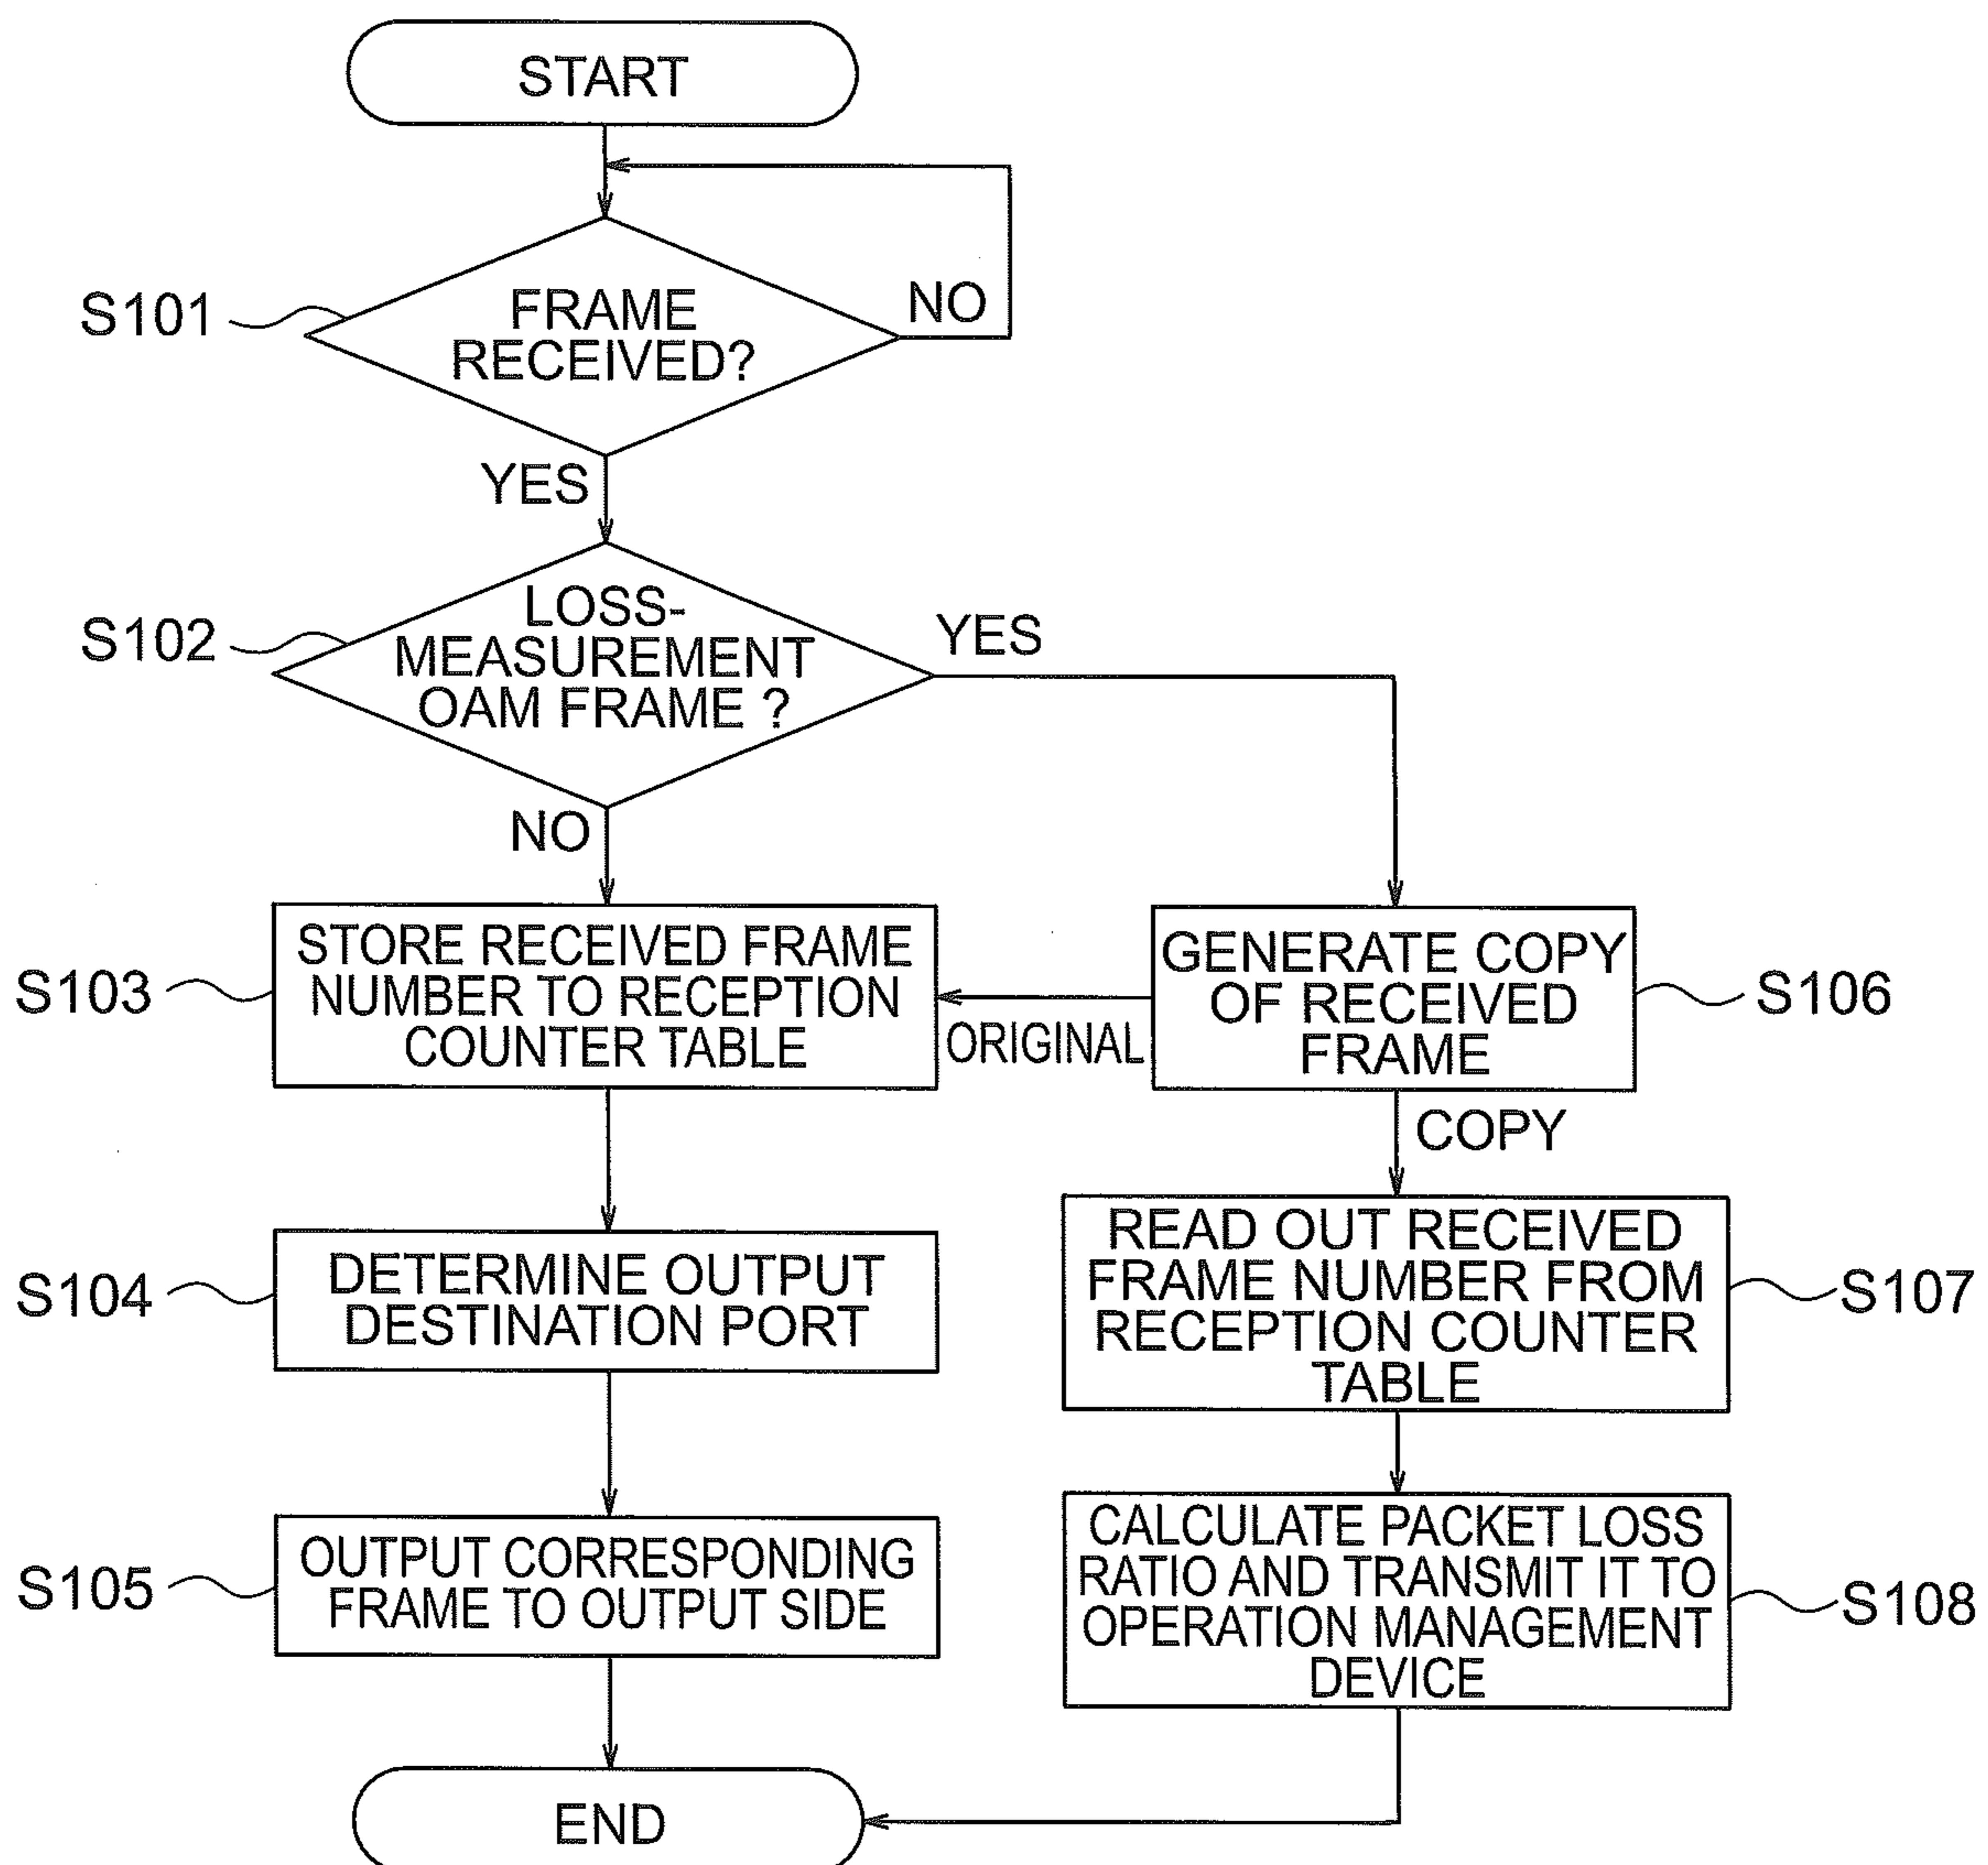 START
S101
FRAME
RECEIVED?
NO
YES
S102
LOSS-
MEASUREMENT
OAM FRAME ?
YES
NO
S103
STORE RECEIVED FRAME
NUMBER TO RECEPTION
COUNTER TABLE
ORIGINAL
GENERATE COPY
OF RECEIVED
FRAME
S106
COPY
S104
DETERMINE OUTPUT
DESTINATION PORT
READ OUT RECEIVED
FRAME NUMBER FROM
RECEPTION COUNTER
TABLE
S107
S105
OUTPUT CORRESPONDING
FRAME TO OUTPUT SIDE
CALCULATE PACKET LOSS
RATIO AND TRANSMIT IT TO
OPERATION MANAGEMENT
DEVICE
S108
END